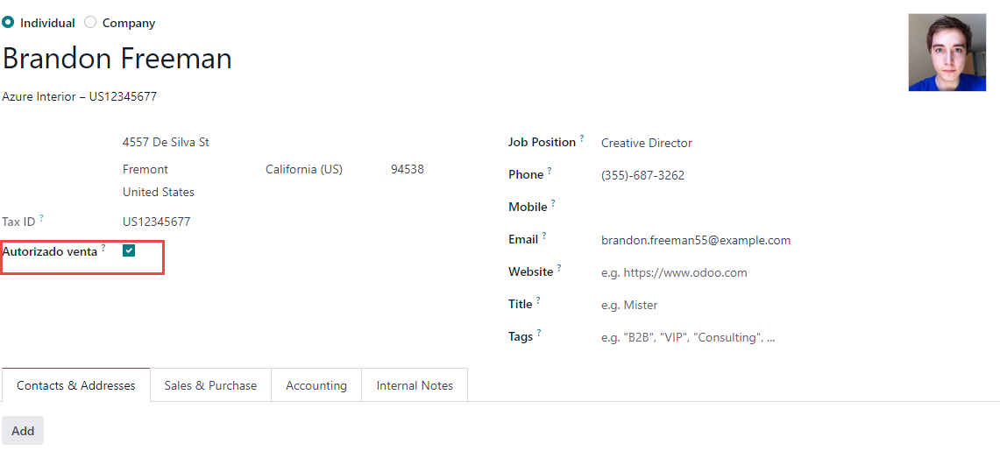 Individual Company
Brandon Freeman
Azure Interior – US12345677
4557 De Silva St
Fremont California (US) 94538
United States
Tax ID ? US12345677
Autorizado venta ?
Job Position ? Creative Director
Phone ? (355)-687-3262
Mobile ?
Email ? brandon.freeman55@example.com
Website ? e.g. https://www.odoo.com
Title ? e.g. Mister
Tags ? e.g. "B2B", "VIP", "Consulting", ...
Contacts & Addresses Sales & Purchase Accounting Internal Notes
Add